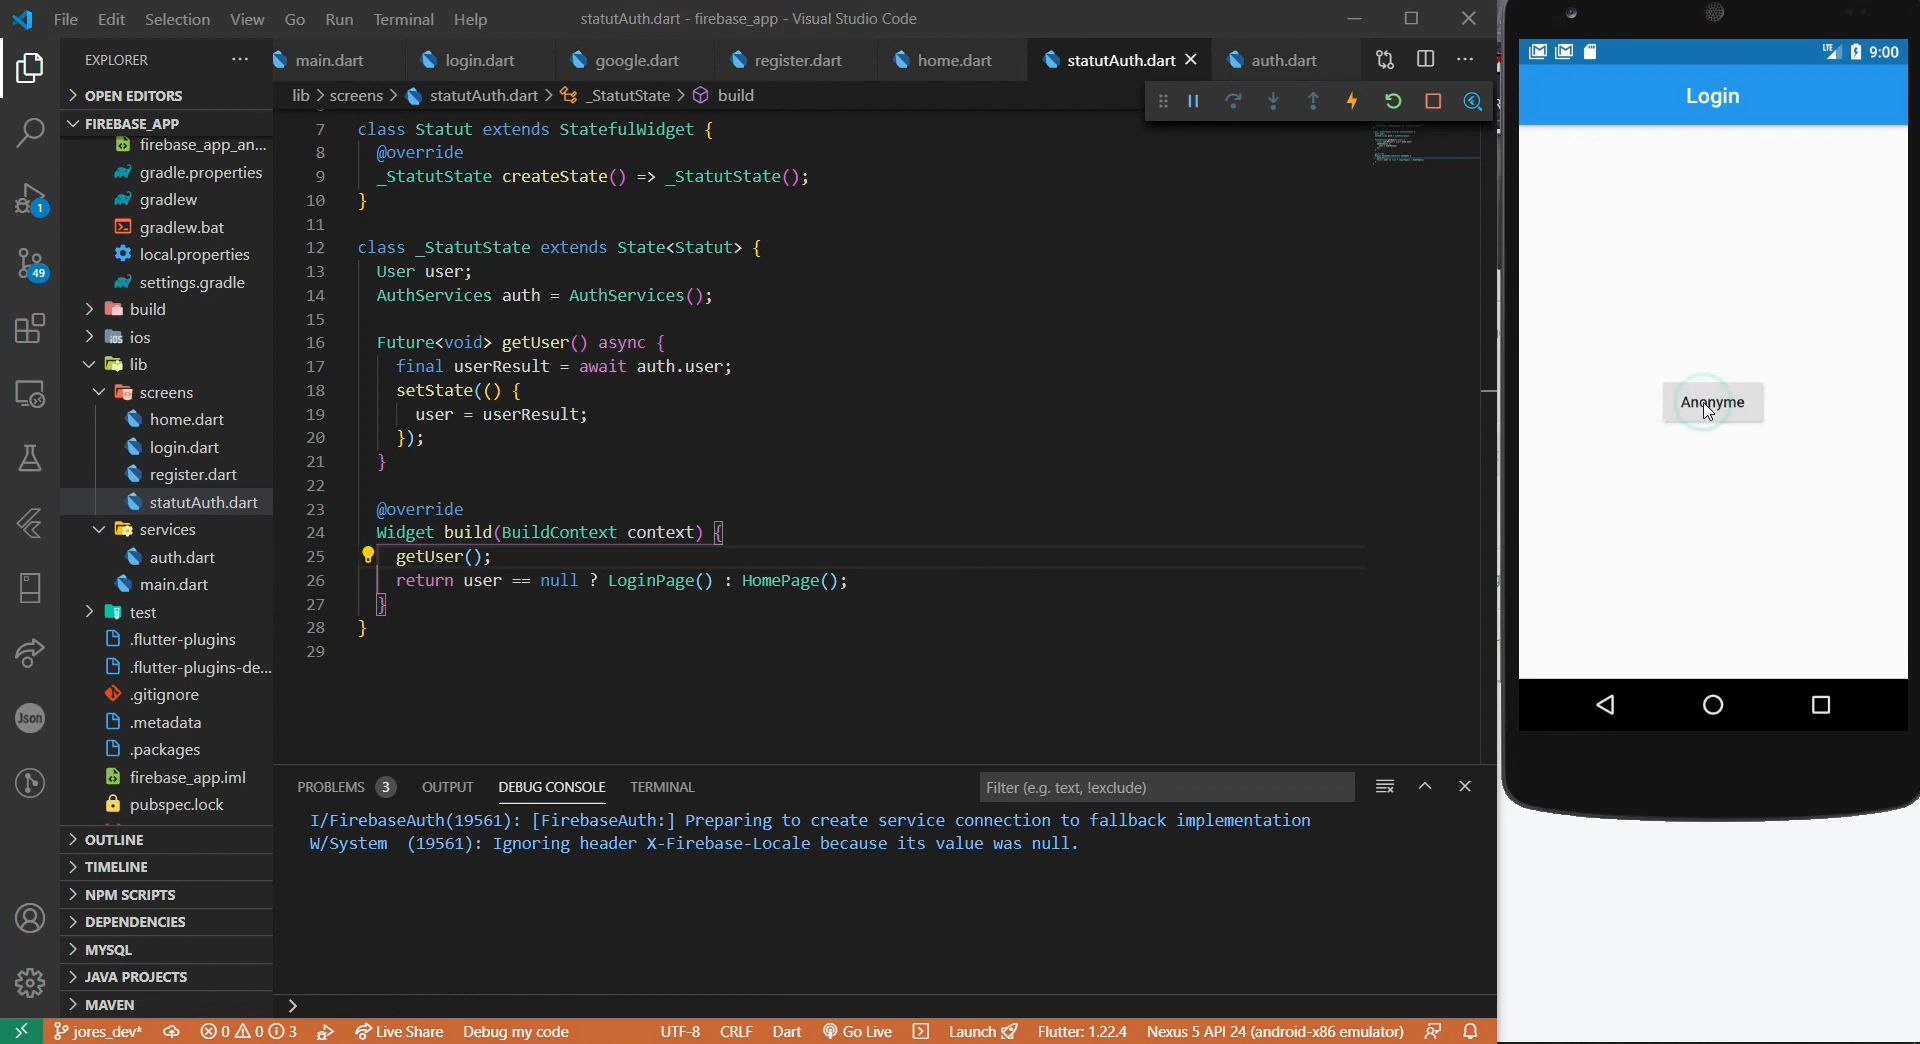 File Edit Selection View Go Run Terminal Help
statutAuth.dart - firebase_app - Visual Studio Code
EXPLORER
OPEN EDITORS
FIREBASE_APP
firebase_app_an...
gradle.properties
gradlew
gradlew.bat
local.properties
settings.gradle
build
ios
lib
screens
home.dart
login.dart
register.dart
statutAuth.dart
services
auth.dart
main.dart
test
.flutter-plugins
.flutter-plugins-de...
.gitignore
.metadata
.packages
firebase_app.iml
pubspec.lock
OUTLINE
TIMELINE
NPM SCRIPTS
DEPENDENCIES
MYSQL
JAVA PROJECTS
MAVEN
1
49
Json
main.dart login.dart google.dart register.dart home.dart statutAuth.dart auth.dart
lib > screens > statutAuth.dart > _StatutState > build
7 class Statut extends StatefulWidget {
8 @override
9 _StatutState createState() => _StatutState();
10 }
11
12 class _StatutState extends State<Statut> {
13 User user;
14 AuthServices auth = AuthServices();
15
16 Future<void> getUser() async {
17 final userResult = await auth.user;
18 setState(() {
19 user = userResult;
20 });
21 }
22
23 @override
24 Widget build(BuildContext context) {
25 getUser();
26 return user == null ? LoginPage() : HomePage();
27 }
28 }
29
PROBLEMS 3 OUTPUT DEBUG CONSOLE TERMINAL
Filter (e.g. text, !exclude)
I/FirebaseAuth(19561): [FirebaseAuth:] Preparing to create service connection to fallback implementation
W/System (19561): Ignoring header X-Firebase-Locale because its value was null.
>
jores_dev* 0 0 3 Live Share Debug my code UTF-8 CRLF Dart Go Live Launch Flutter: 1.22.4 Nexus 5 API 24 (android-x86 emulator)
LTE 9:00
Login
Anonyme